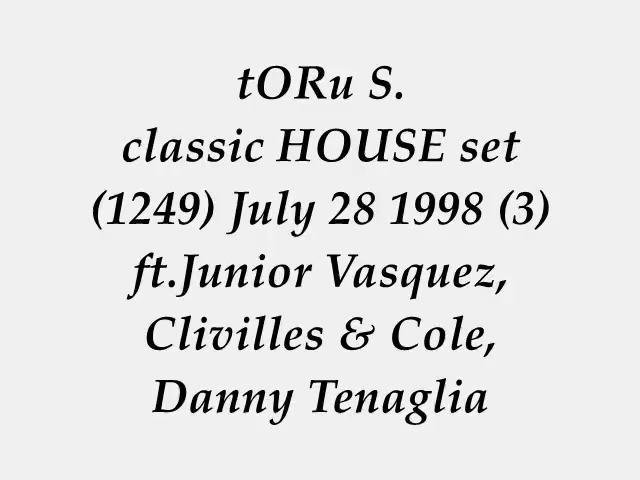 tORu S.
classic HOUSE set
(1249) July 28 1998 (3)
ft.Junior Vasquez,
Clivilles & Cole,
Danny Tenaglia